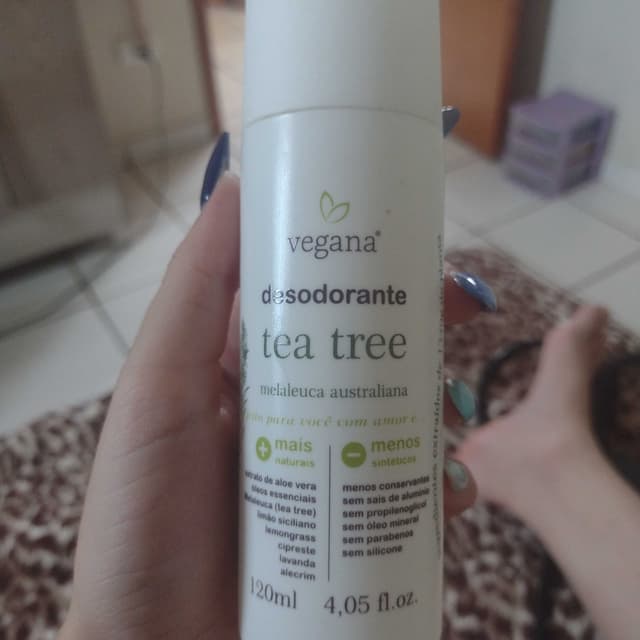 vegana®
desodorante
tea tree
melaleuca australiana
para você com amor e
+ mais
naturais
extrato de aloe vera
óleos essenciais
Melaleuca (tea tree)
limão siciliano
lemongrass
cipreste
lavanda
alecrim
− menos
sintéticos
menos conservantes
sem sais de alumínio
sem propilenoglicol
sem óleo mineral
sem parabenos
sem silicone
120ml 4,05 fl.oz.